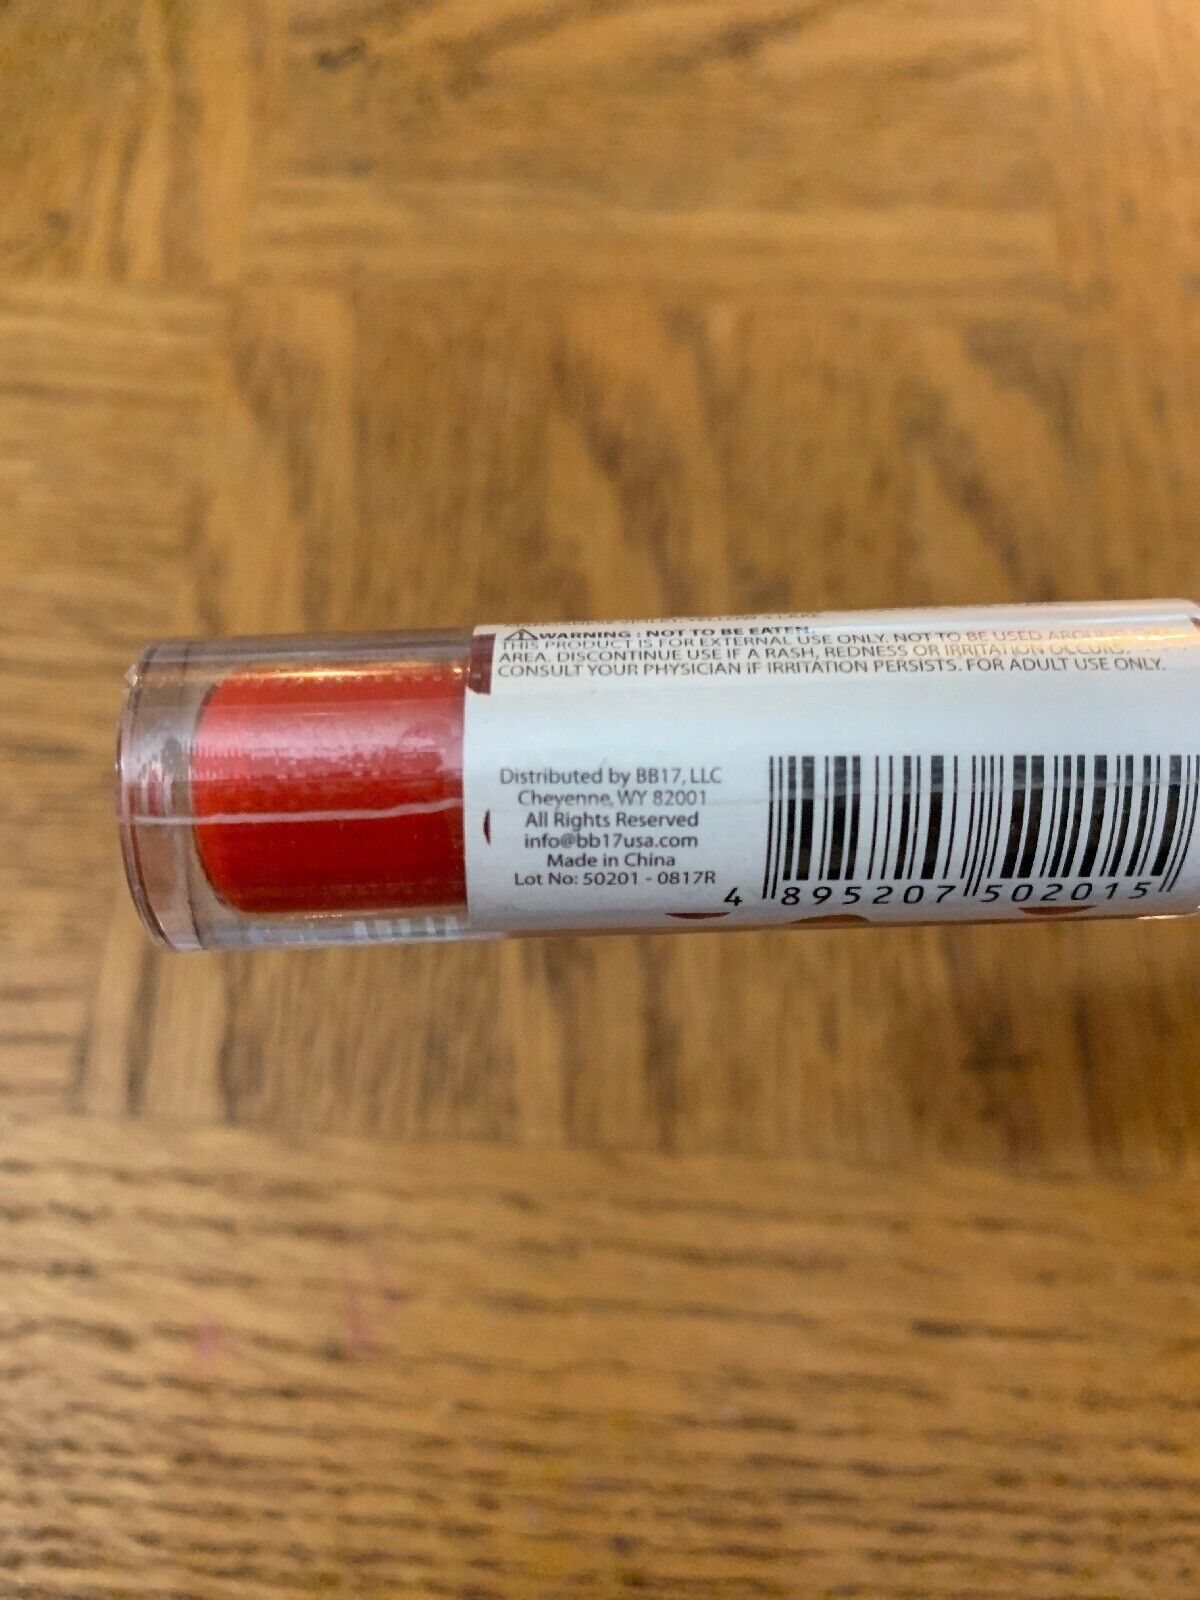 WARNING : NOT TO BE EATEN.
THIS PRODUCT IS FOR EXTERNAL USE ONLY. NOT TO BE USED
AREA. DISCONTINUE USE IF A RASH, REDNESS OR IRRITATION
CONSULT YOUR PHYSICIAN IF IRRITATION PERSISTS. FOR ADULT USE ONLY.
Distributed by BB17, LLC
Cheyenne, WY 82001
All Rights Reserved
info@bb17usa.com
Made in China
Lot No: 50201 - 0817R
4 895207 502015